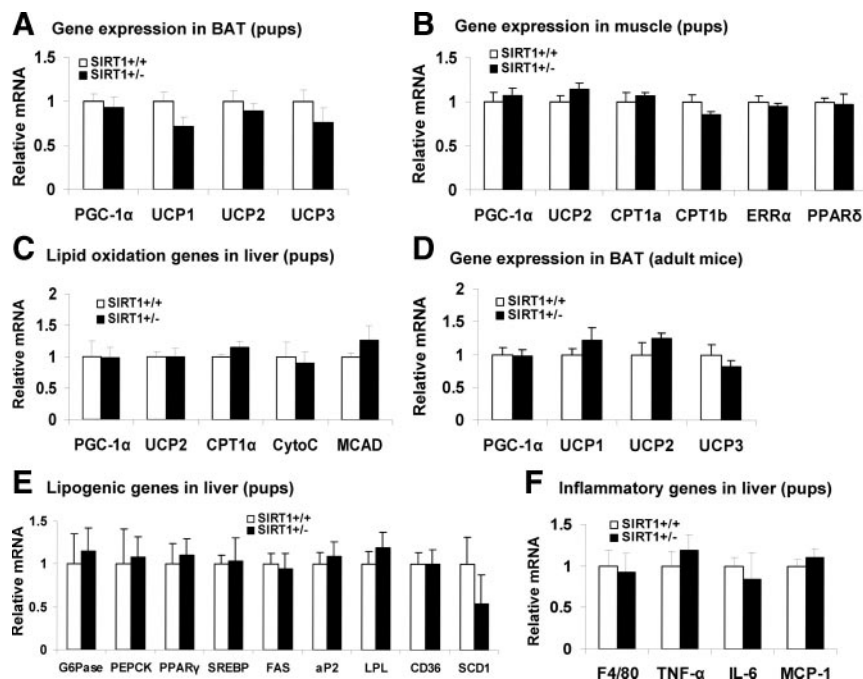 A Gene expression in BAT (pups)
Relative mRNA
1.5
1
0.5
0
SIRT1+/+
SIRT1+/-
PGC-1α UCP1 UCP2 UCP3
B Gene expression in muscle (pups)
Relative mRNA
1.5
1
0.5
0
SIRT1+/+
SIRT1+/-
PGC-1α UCP2 CPT1a CPT1b ERRα PPARδ
C Lipid oxidation genes in liver (pups)
Relative mRNA
2
1.5
1
0.5
0
SIRT1+/+
SIRT1+/-
PGC-1α UCP2 CPT1α CytoC MCAD
D Gene expression in BAT (adult mice)
Relative mRNA
2
1.5
1
0.5
0
SIRT1+/+
SIRT1+/-
PGC-1α UCP1 UCP2 UCP3
E Lipogenic genes in liver (pups)
Relative mRNA
1.5
1
0.5
0
SIRT1+/+
SIRT1+/-
G6Pase PEPCK PPARγ SREBP FAS aP2 LPL CD36 SCD1
F Inflammatory genes in liver (pups)
Relative mRNA
1.5
1
0.5
0
SIRT1+/+
SIRT1+/-
F4/80 TNF-α IL-6 MCP-1